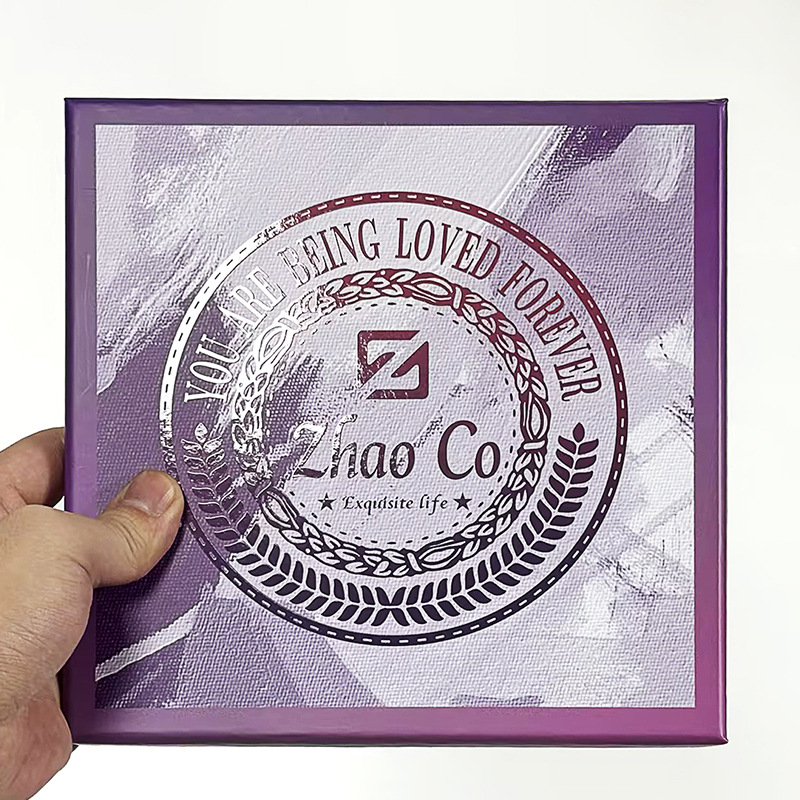 YOU ARE BEING LOVED FOREVER
Zhao Co
★ Exquisite life ★